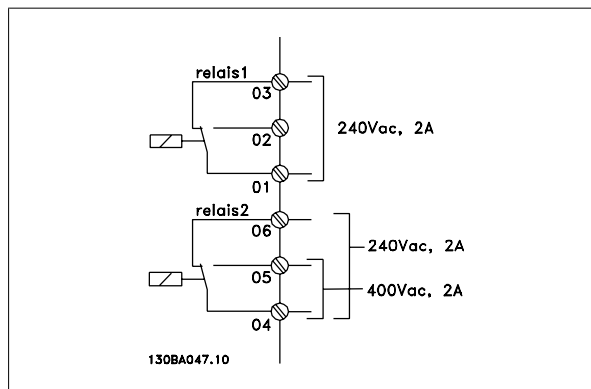 relais1
03
240Vac, 2A
02
01
relais2
06
240Vac, 2A
05
400Vac, 2A
04
130BA047.10